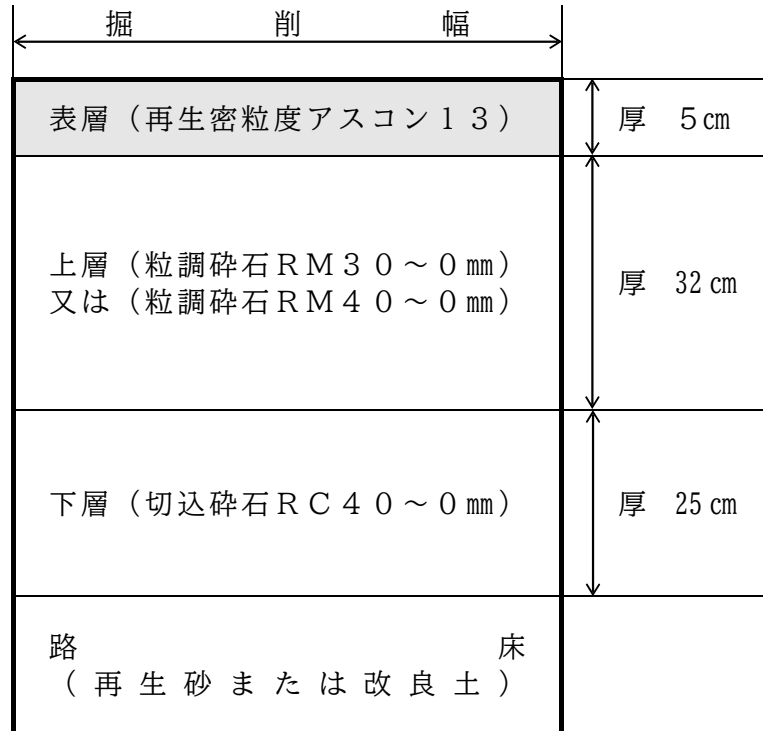 掘削幅
表層（再生密粒度アスコン１３）
厚 ５㎝
上層（粒調砕石ＲＭ３０～０㎜）
又は（粒調砕石ＲＭ４０～０㎜）
厚 32㎝
下層（切込砕石ＲＣ４０～０㎜）
厚 25㎝
路床
（再生砂または改良土）